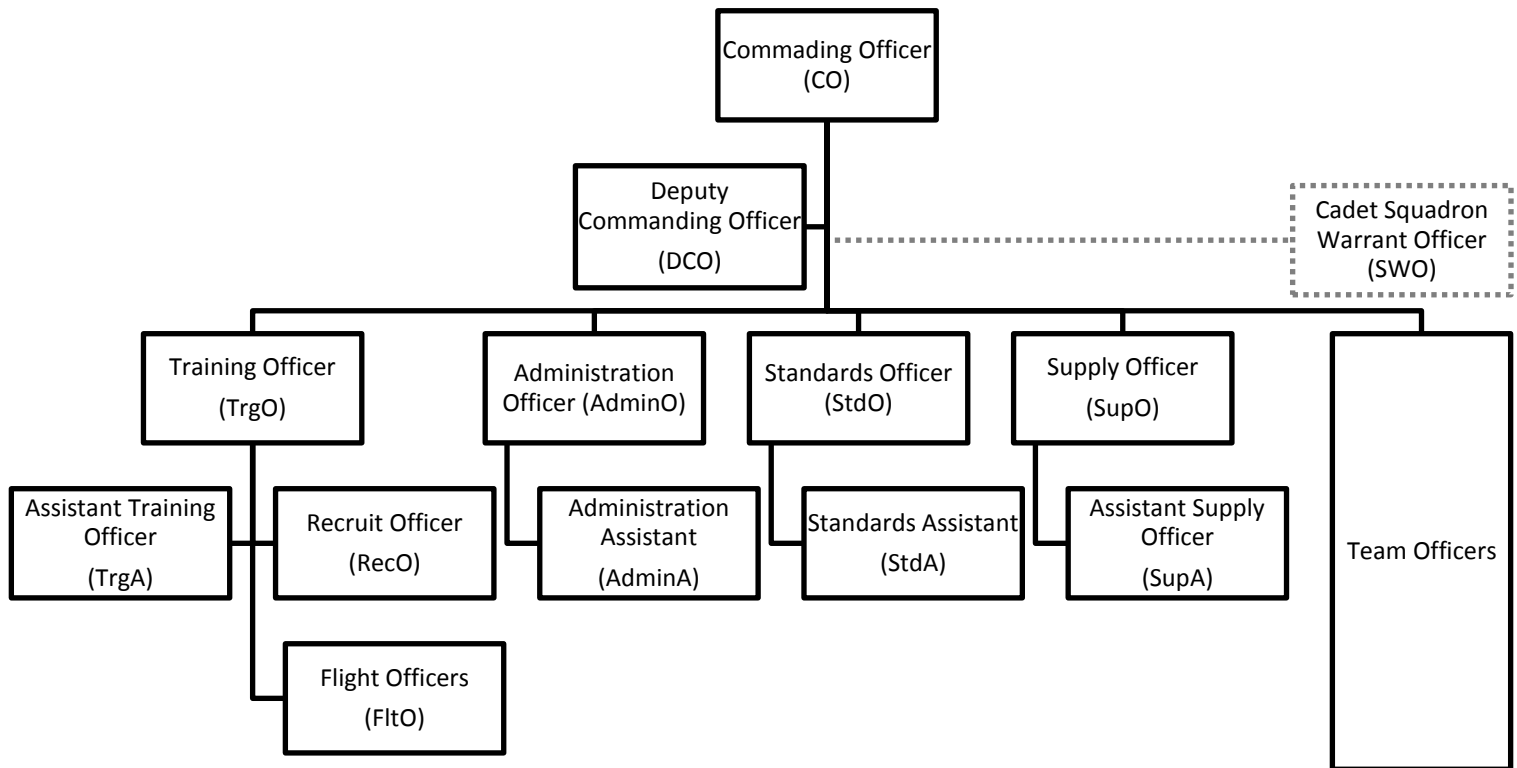 Commading Officer
(CO)
Deputy
Commanding Officer
(DCO)
Cadet Squadron
Warrant Officer
(SWO)
Training Officer
(TrgO)
Administration
Officer (AdminO)
Standards Officer
(StdO)
Supply Officer
(SupO)
Team Officers
Assistant Training
Officer
(TrgA)
Recruit Officer
(RecO)
Administration
Assistant
(AdminA)
Standards Assistant
(StdA)
Assistant Supply
Officer
(SupA)
Flight Officers
(FltO)